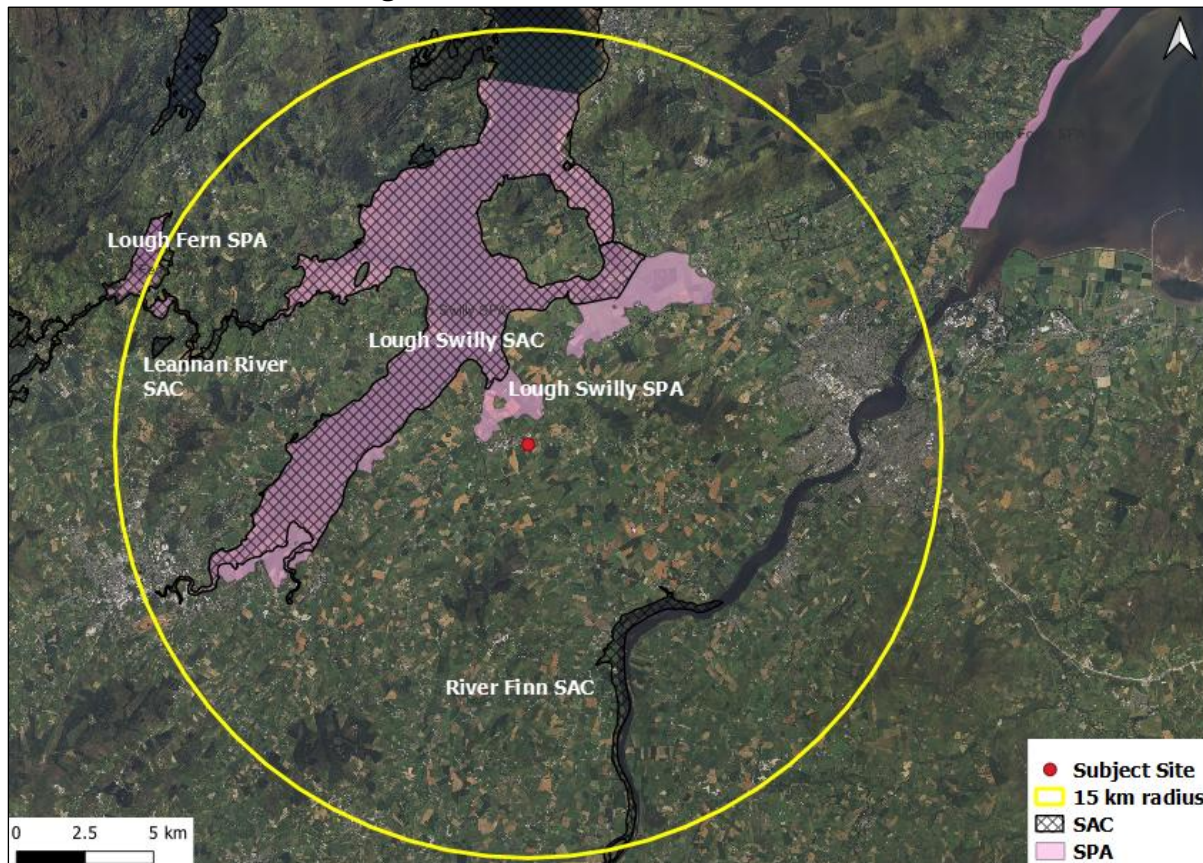 Lough Fern SPA
Leannan River
SAC
Lough Swilly SAC
Lough Swilly SPA
River Finn SAC
Subject Site
15 km radius
SAC
SPA
0 2.5 5 km